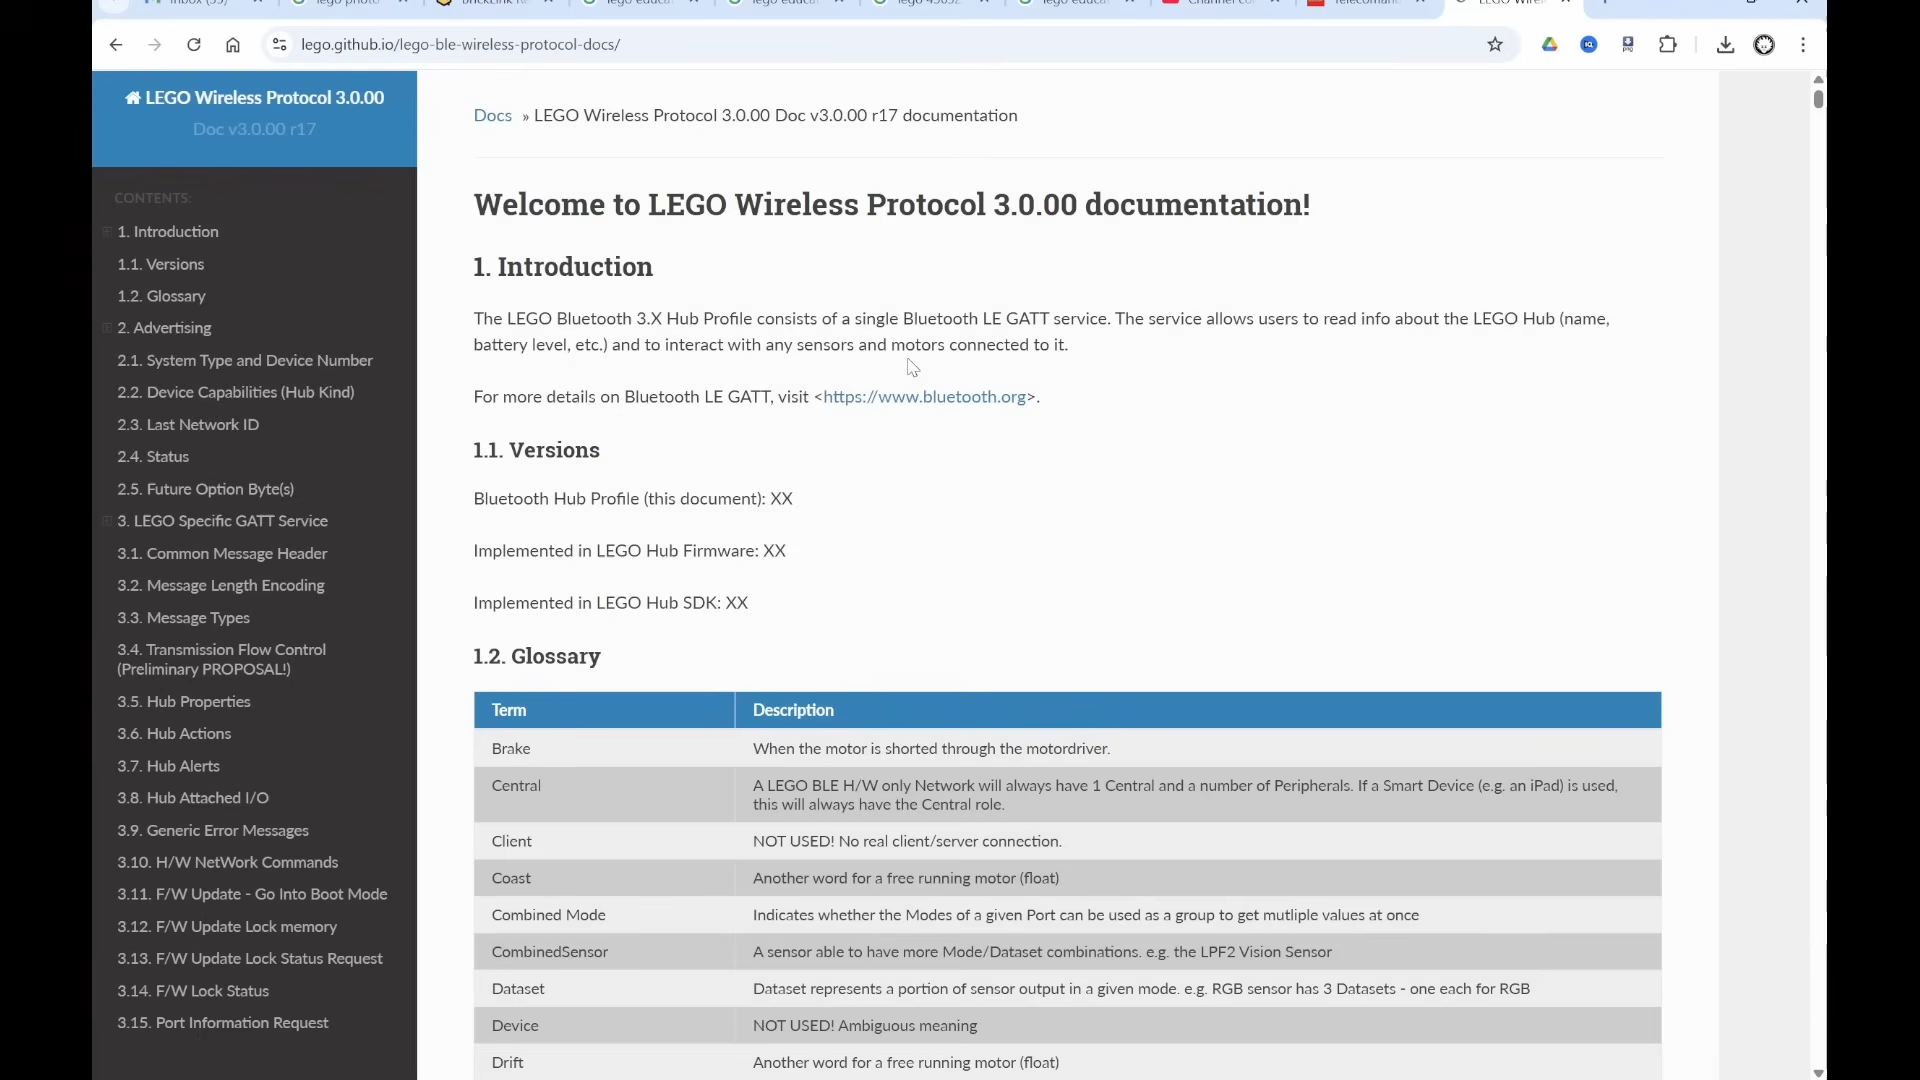 lego.github.io/lego-ble-wireless-protocol-docs/
LEGO Wireless Protocol 3.0.00
Doc v3.0.00 r17
CONTENTS:
1. Introduction
1.1. Versions
1.2. Glossary
2. Advertising
2.1. System Type and Device Number
2.2. Device Capabilities (Hub Kind)
2.3. Last Network ID
2.4. Status
2.5. Future Option Byte(s)
3. LEGO Specific GATT Service
3.1. Common Message Header
3.2. Message Length Encoding
3.3. Message Types
3.4. Transmission Flow Control
(Preliminary PROPOSAL!)
3.5. Hub Properties
3.6. Hub Actions
3.7. Hub Alerts
3.8. Hub Attached I/O
3.9. Generic Error Messages
3.10. H/W NetWork Commands
3.11. F/W Update - Go Into Boot Mode
3.12. F/W Update Lock memory
3.13. F/W Update Lock Status Request
3.14. F/W Lock Status
3.15. Port Information Request
Docs » LEGO Wireless Protocol 3.0.00 Doc v3.0.00 r17 documentation
Welcome to LEGO Wireless Protocol 3.0.00 documentation!
1. Introduction
The LEGO Bluetooth 3.X Hub Profile consists of a single Bluetooth LE GATT service. The service allows users to read info about the LEGO Hub (name,
battery level, etc.) and to interact with any sensors and motors connected to it.
For more details on Bluetooth LE GATT, visit <https://www.bluetooth.org>.
1.1. Versions
Bluetooth Hub Profile (this document): XX
Implemented in LEGO Hub Firmware: XX
Implemented in LEGO Hub SDK: XX
1.2. Glossary
Term Description
Brake When the motor is shorted through the motordriver.
Central A LEGO BLE H/W only Network will always have 1 Central and a number of Peripherals. If a Smart Device (e.g. an iPad) is used,
this will always have the Central role.
Client NOT USED! No real client/server connection.
Coast Another word for a free running motor (float)
Combined Mode Indicates whether the Modes of a given Port can be used as a group to get mutliple values at once
CombinedSensor A sensor able to have more Mode/Dataset combinations. e.g. the LPF2 Vision Sensor
Dataset Dataset represents a portion of sensor output in a given mode. e.g. RGB sensor has 3 Datasets - one each for RGB
Device NOT USED! Ambiguous meaning
Drift Another word for a free running motor (float)